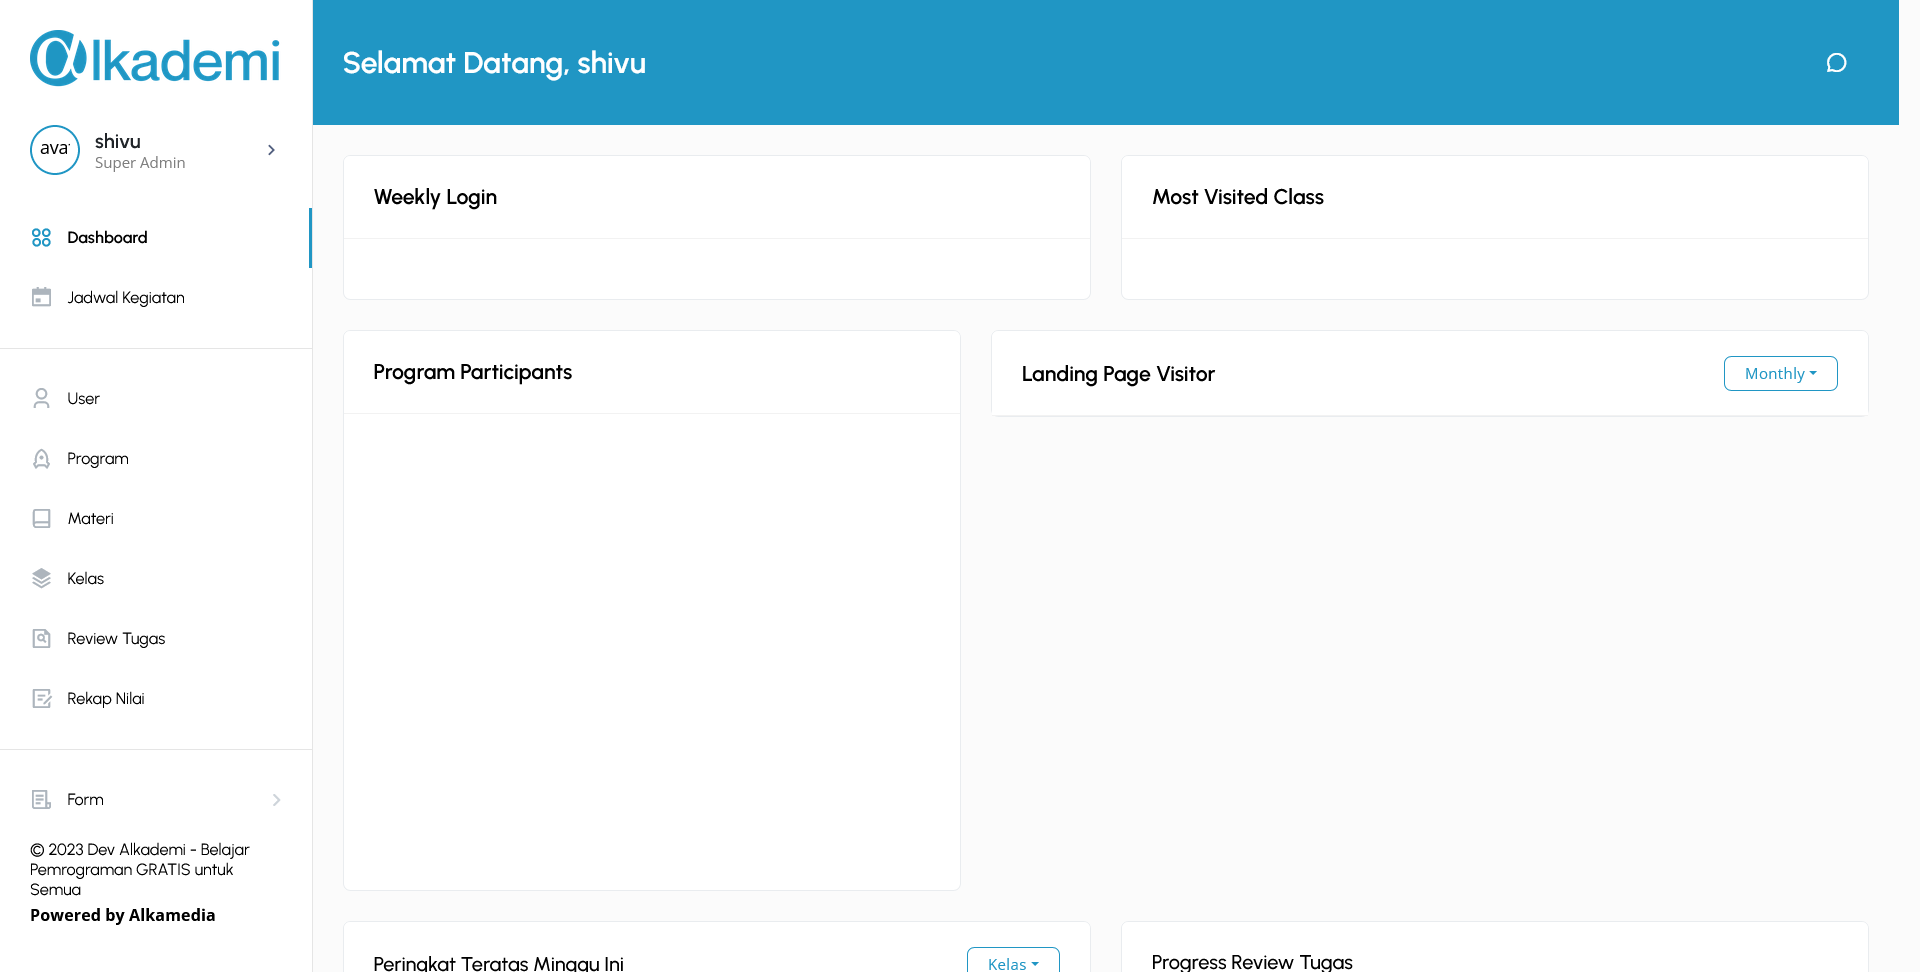 αlkademi
Selamat Datang, shivu
ava
shivu
Super Admin
Dashboard
Jadwal Kegiatan
User
Program
Materi
Kelas
Review Tugas
Rekap Nilai
Form
© 2023 Dev Alkademi - Belajar
Pemrograman GRATIS untuk
Semua
Powered by Alkamedia
Weekly Login
Most Visited Class
Program Participants
Landing Page Visitor
Monthly
Peringkat Teratas Minggu Ini
Kelas
Progress Review Tugas